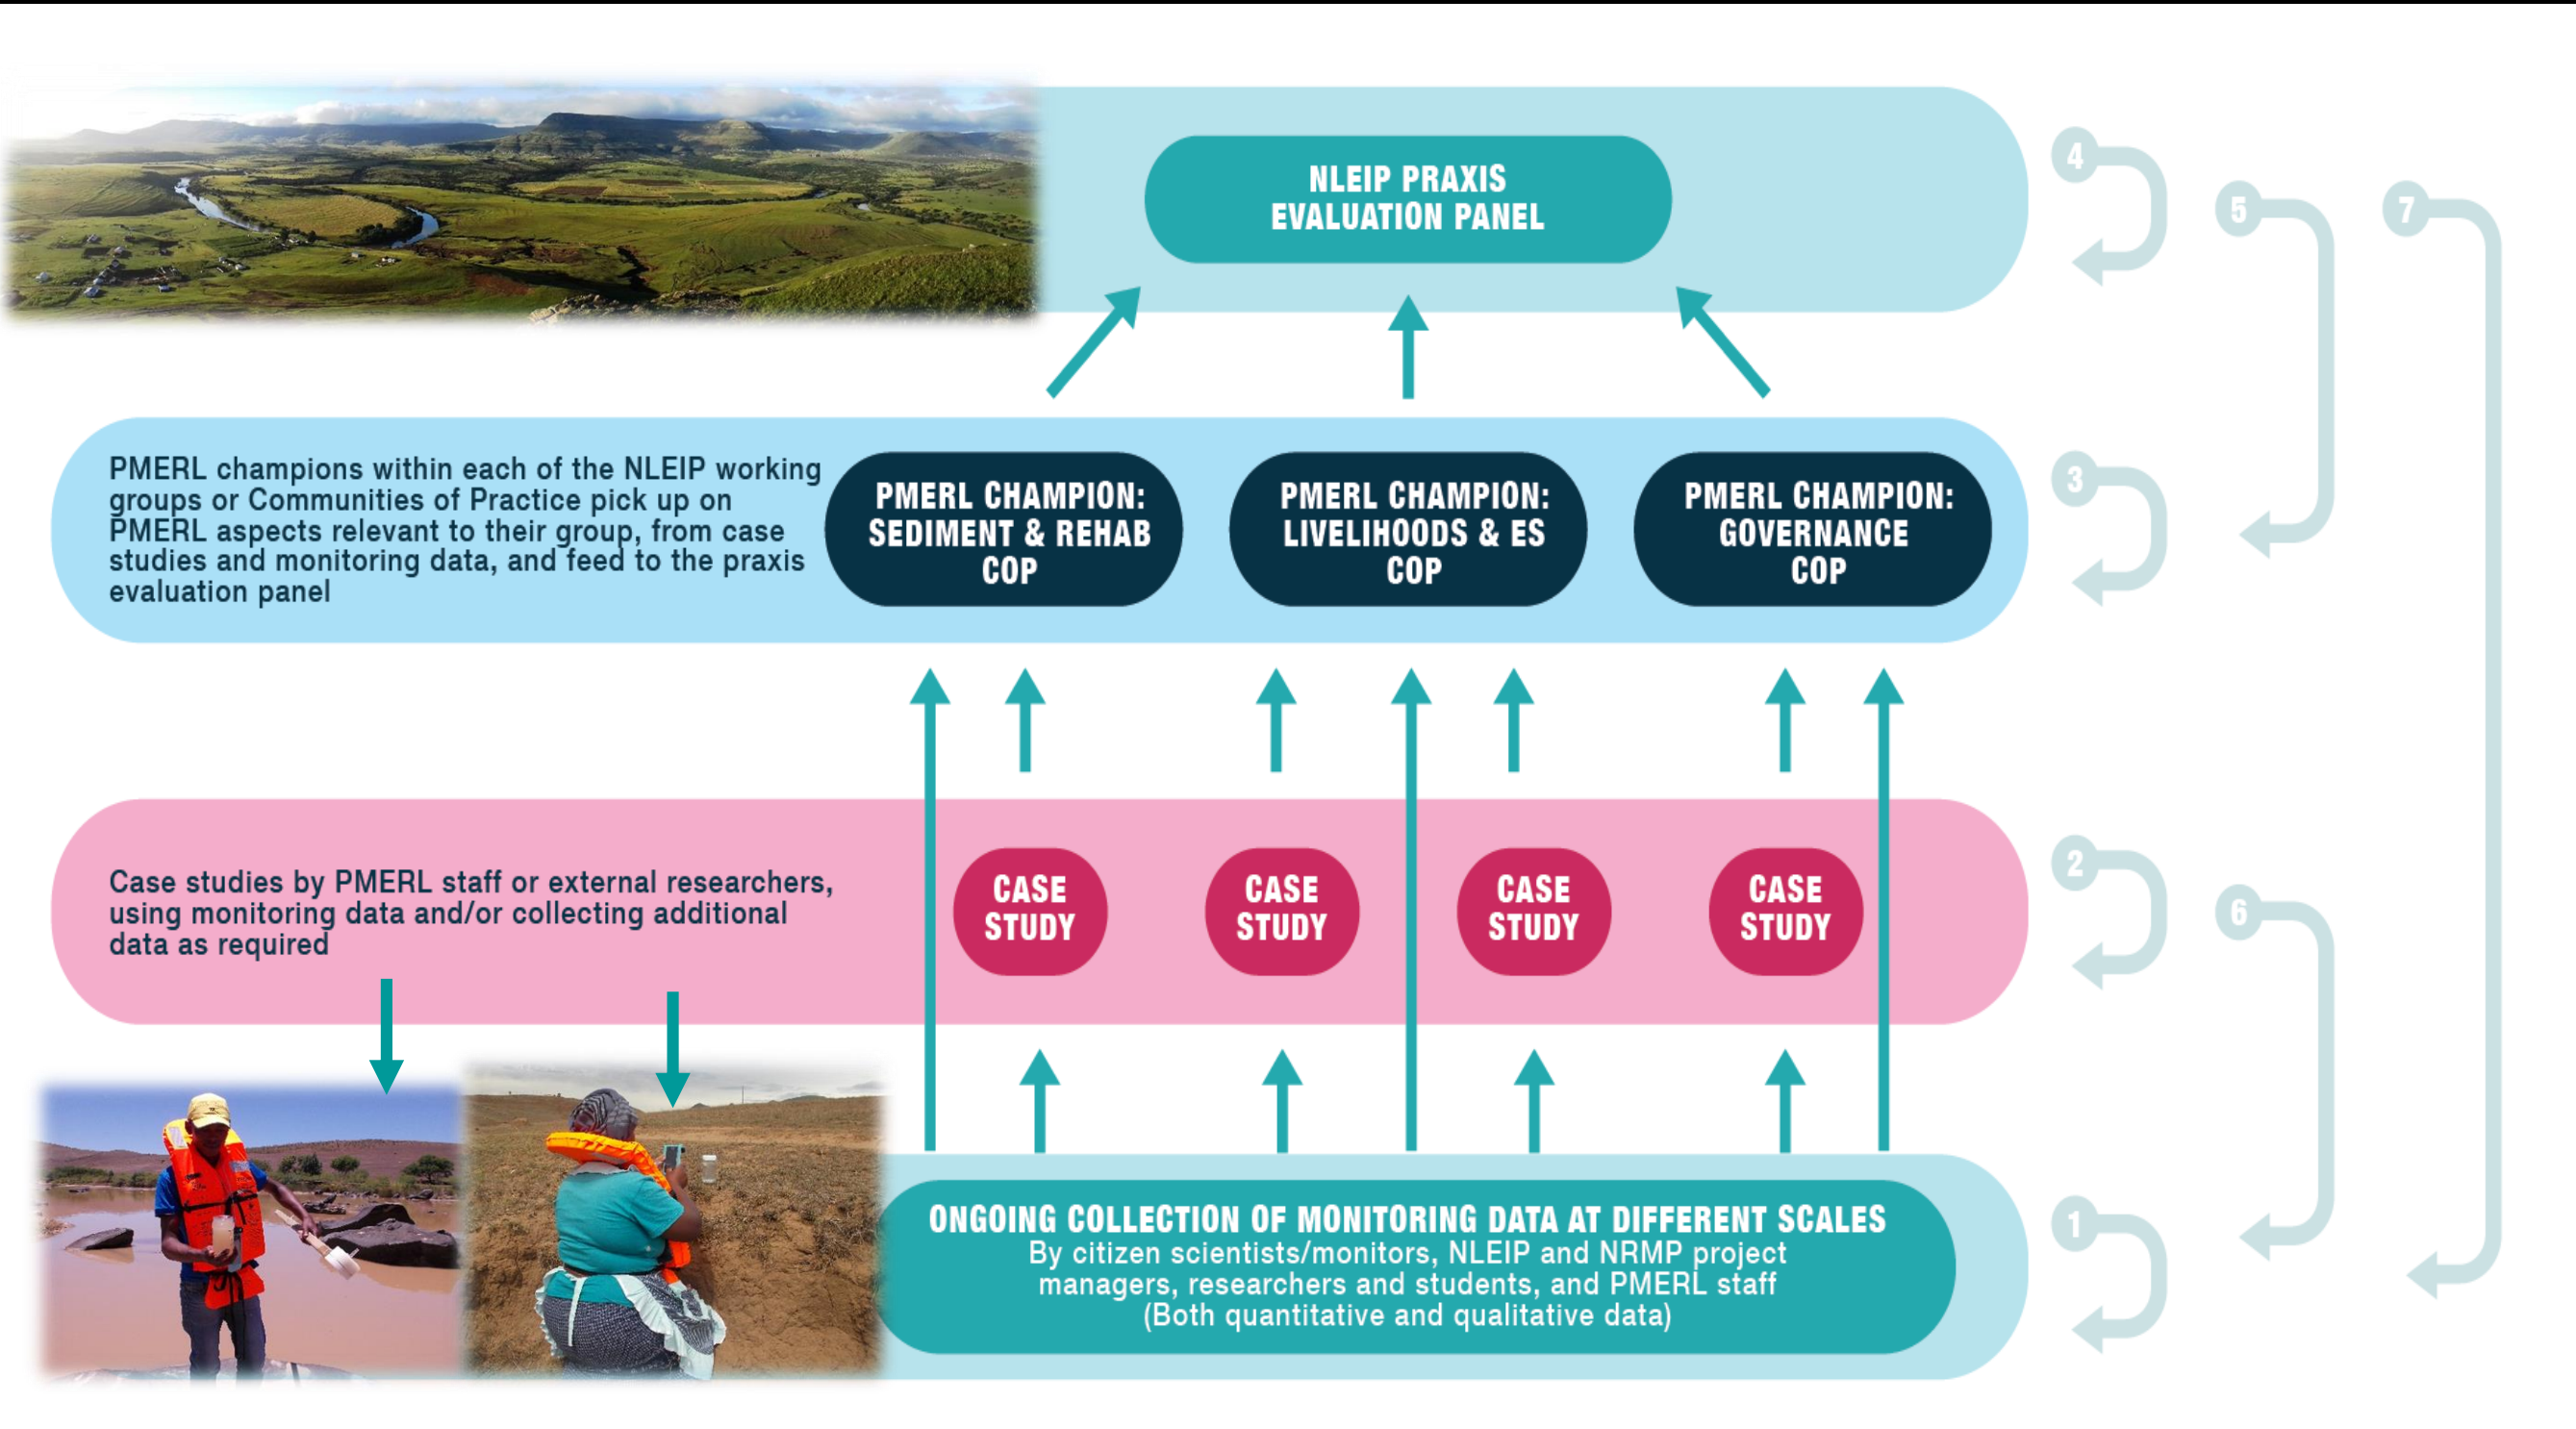 NLEIP PRAXIS
EVALUATION PANEL
4
5
7
PMERL champions within each of the NLEIP working
groups or Communities of Practice pick up on
PMERL aspects relevant to their group, from case
studies and monitoring data, and feed to the praxis
evaluation panel
PMERL CHAMPION:
SEDIMENT & REHAB
COP
PMERL CHAMPION:
LIVELIHOODS & ES
COP
PMERL CHAMPION:
GOVERNANCE
COP
3
Case studies by PMERL staff or external researchers,
using monitoring data and/or collecting additional
data as required
CASE
STUDY
CASE
STUDY
CASE
STUDY
CASE
STUDY
2
6
ONGOING COLLECTION OF MONITORING DATA AT DIFFERENT SCALES
By citizen scientists/monitors, NLEIP and NRMP project
managers, researchers and students, and PMERL staff
(Both quantitative and qualitative data)
1